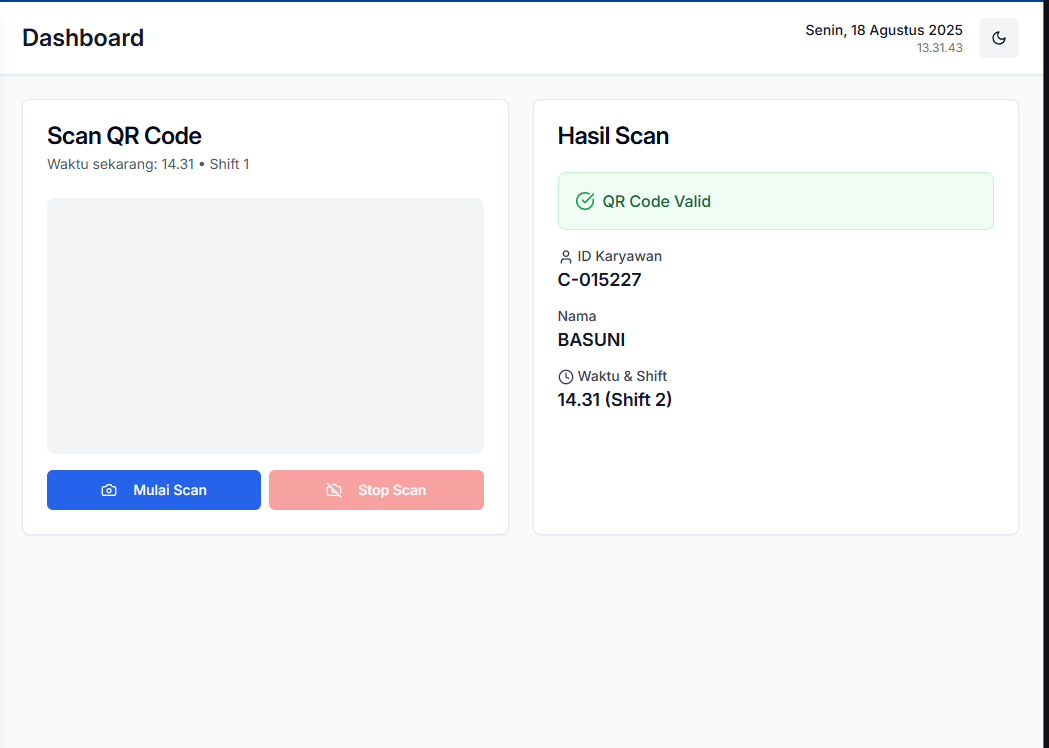 Dashboard
Senin, 18 Agustus 2025
13.31.43
Scan QR Code
Waktu sekarang: 14.31 • Shift 1
Mulai Scan
Stop Scan
Hasil Scan
QR Code Valid
ID Karyawan
C-015227
Nama
BASUNI
Waktu & Shift
14.31 (Shift 2)